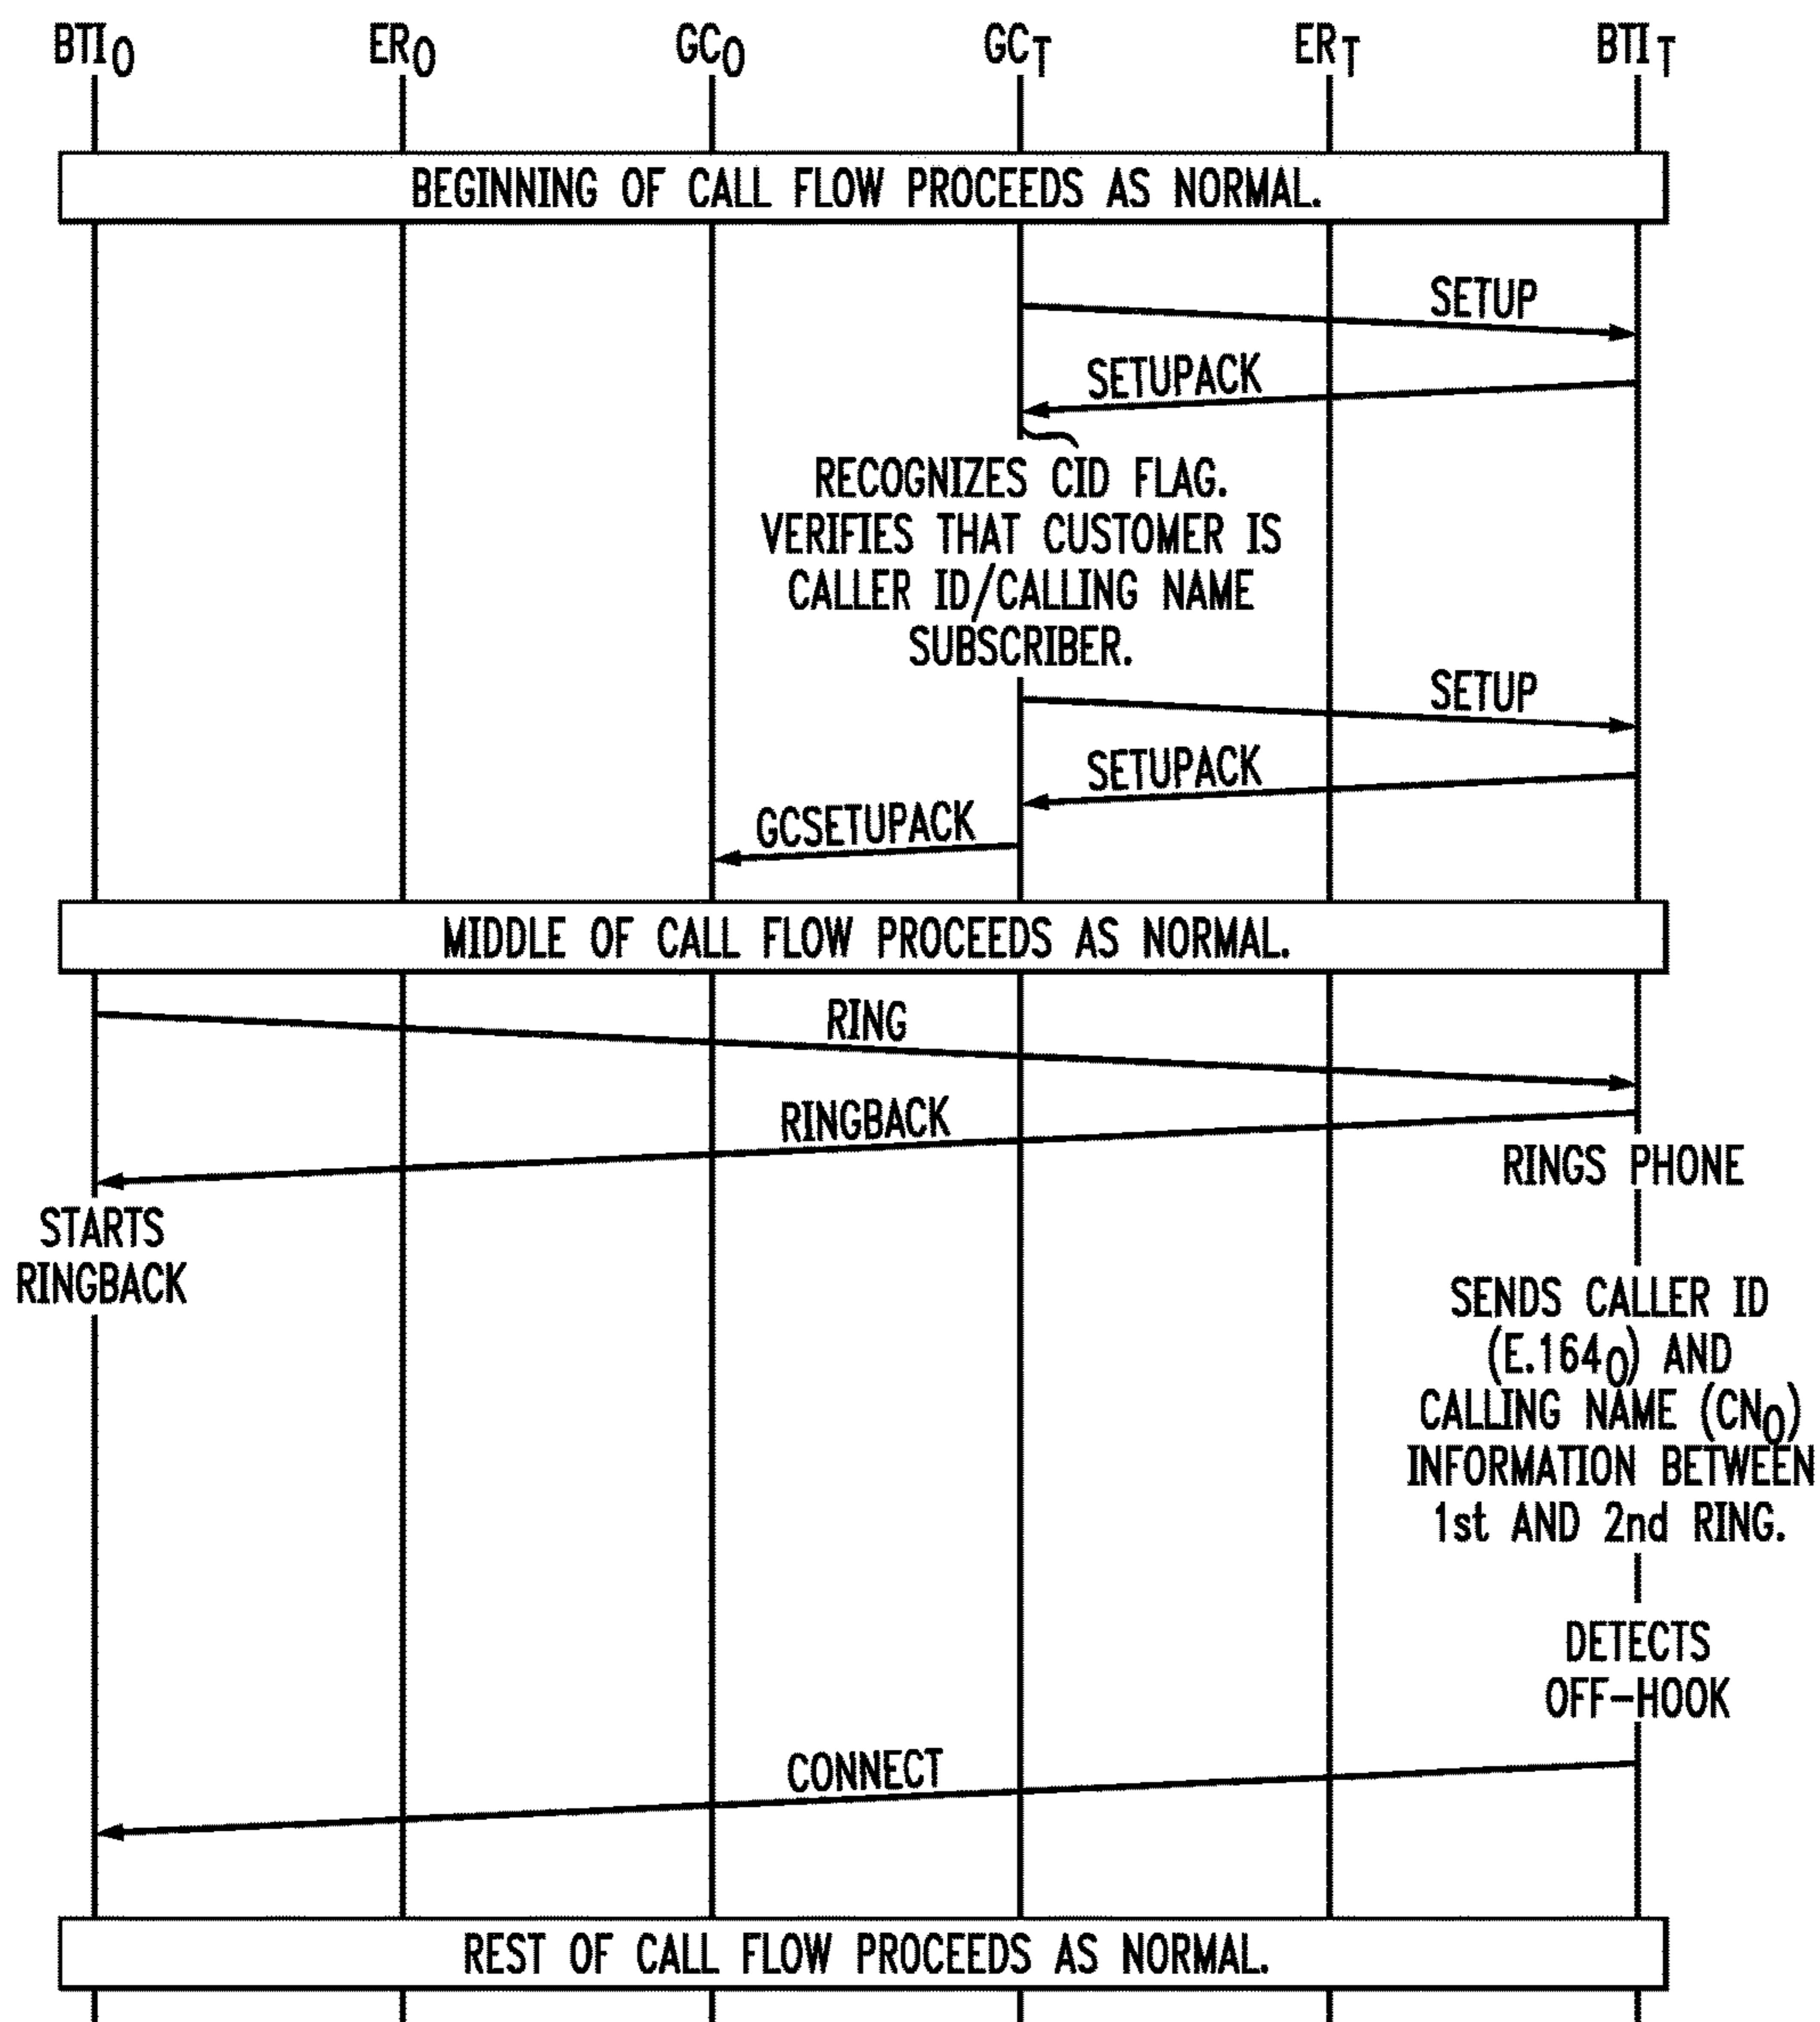 BTIO ERO GCO GCT ERT BTIT
BEGINNING OF CALL FLOW PROCEEDS AS NORMAL.
SETUP
SETUPACK
RECOGNIZES CID FLAG.
VERIFIES THAT CUSTOMER IS
CALLER ID/CALLING NAME
SUBSCRIBER.
SETUP
SETUPACK
GCSETUPACK
MIDDLE OF CALL FLOW PROCEEDS AS NORMAL.
RING
RINGBACK
RINGS PHONE
STARTS
RINGBACK
SENDS CALLER ID
(E.164O) AND
CALLING NAME (CNO)
INFORMATION BETWEEN
1st AND 2nd RING.
DETECTS
OFF-HOOK
CONNECT
REST OF CALL FLOW PROCEEDS AS NORMAL.